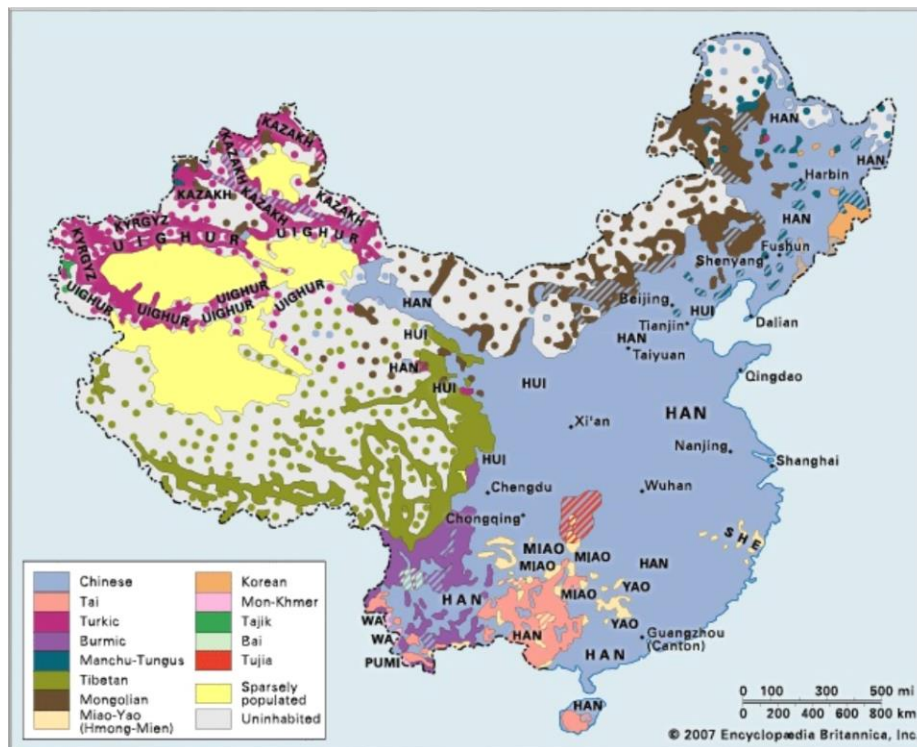 KAZAKH
KAZAKH
KAZAKH
KAZAKH
KAZAKH
KYRGYZ
KYRGYZ
UIGHUR
UIGHUR
UIGHUR
UIGHUR
UIGHUR
UIGHUR
UIGHUR
HAN
HAN
Harbin
HAN
Fushun
Shenyang
Beijing
HUI
Tianjin
Dalian
HAN
Taiyuan
HAN
HUI
HAN
HUI
HUI
Qingdao
HAN
Xi'an
Nanjing
HUI
Shanghai
Chengdu
Wuhan
Chongqing
SHE
MIAO
MIAO
MIAO
HAN
MIAO
YAO
YAO
HAN
WA
WA
HAN
PUMI
Guangzhou
(Canton)
HAN
HAN
Chinese
Tai
Turkic
Burmic
Manchu-Tungus
Tibetan
Mongolian
Miao-Yao
(Hmong-Mien)
Korean
Mon-Khmer
Tajik
Bai
Tujia
Sparsely
populated
Uninhabited
0 100 300 500 mi
0 200 400 600 800 km
© 2007 Encyclopædia Britannica, Inc